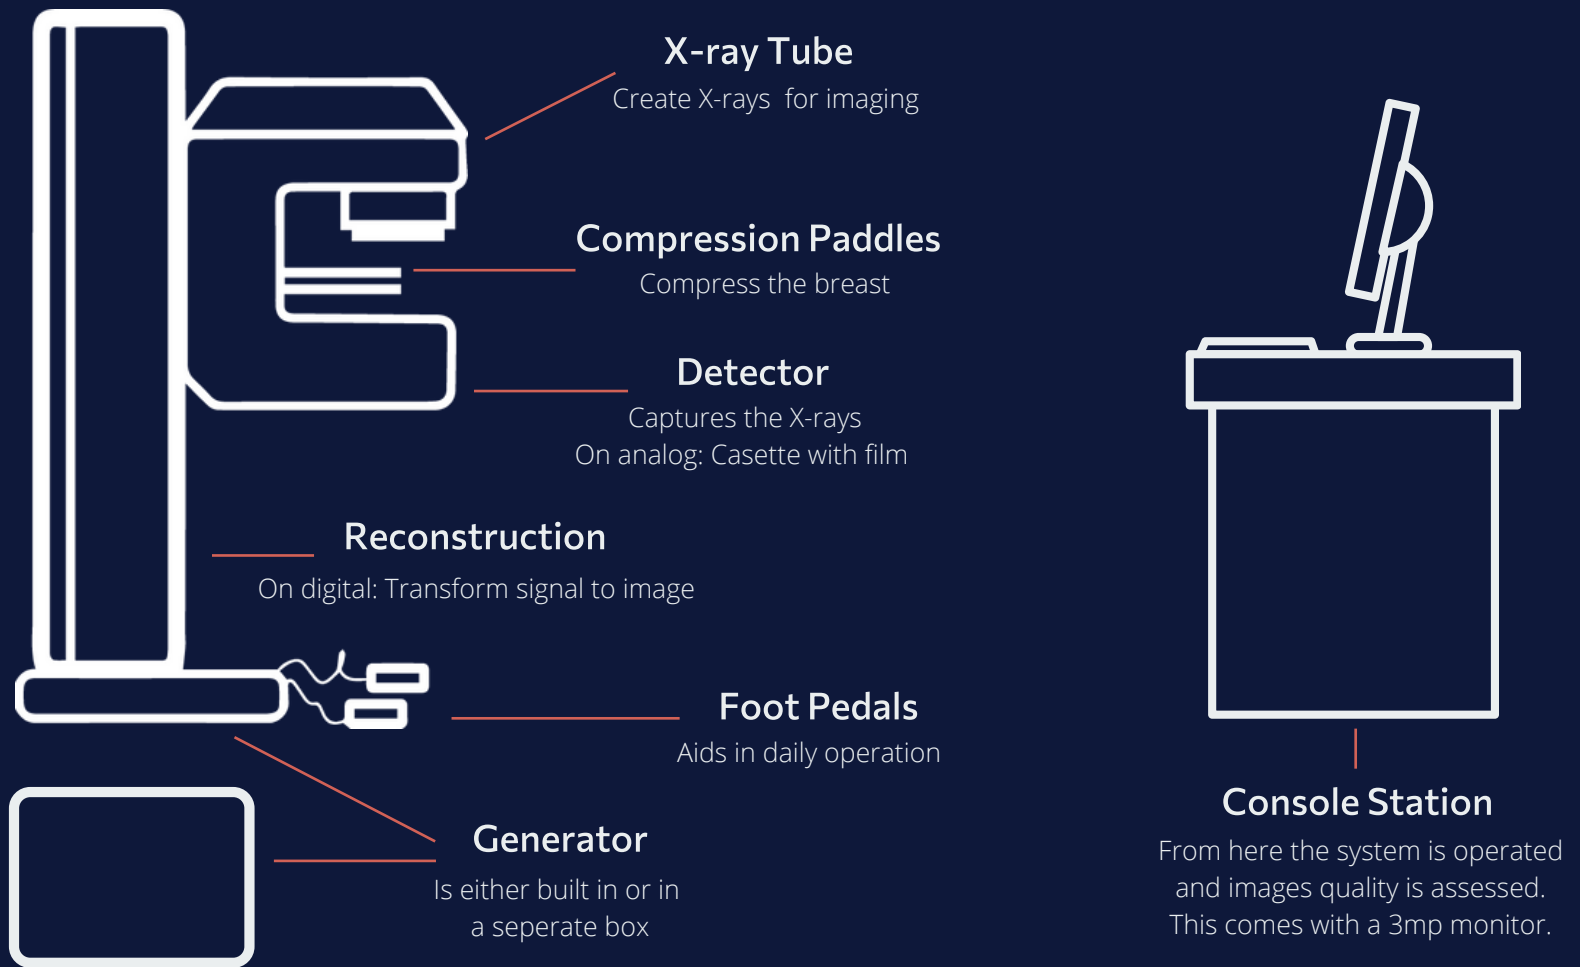 X-ray Tube
Create X-rays  for imaging
Compression Paddles
Compress the breast
Detector
Captures the X-rays
On analog: Casette with film
Reconstruction
On digital: Transform signal to image
Foot Pedals
Aids in daily operation
Generator
Is either built in or in
a seperate box
Console Station
From here the system is operated
and images quality is assessed.
This comes with a 3mp monitor.